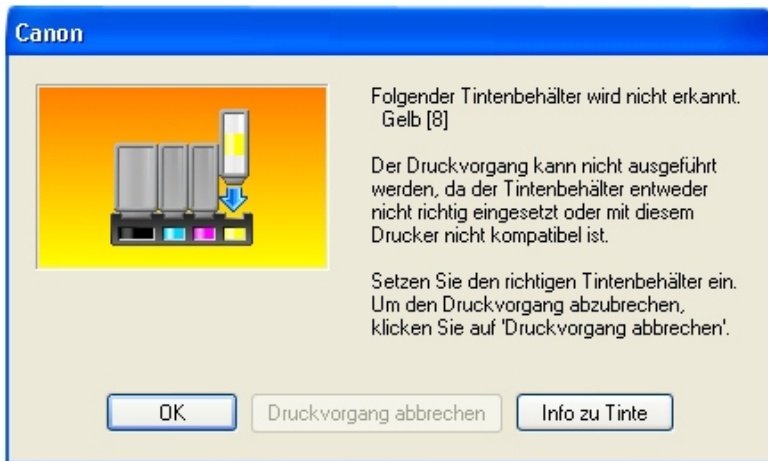 Canon
Folgender Tintenbehälter wird nicht erkannt.
Gelb [8]
Der Druckvorgang kann nicht ausgeführt
werden, da der Tintenbehälter entweder
nicht richtig eingesetzt oder mit diesem
Drucker nicht kompatibel ist.
Setzen Sie den richtigen Tintenbehälter ein.
Um den Druckvorgang abzubrechen,
klicken Sie auf 'Druckvorgang abbrechen'.
OK
Druckvorgang abbrechen
Info zu Tinte